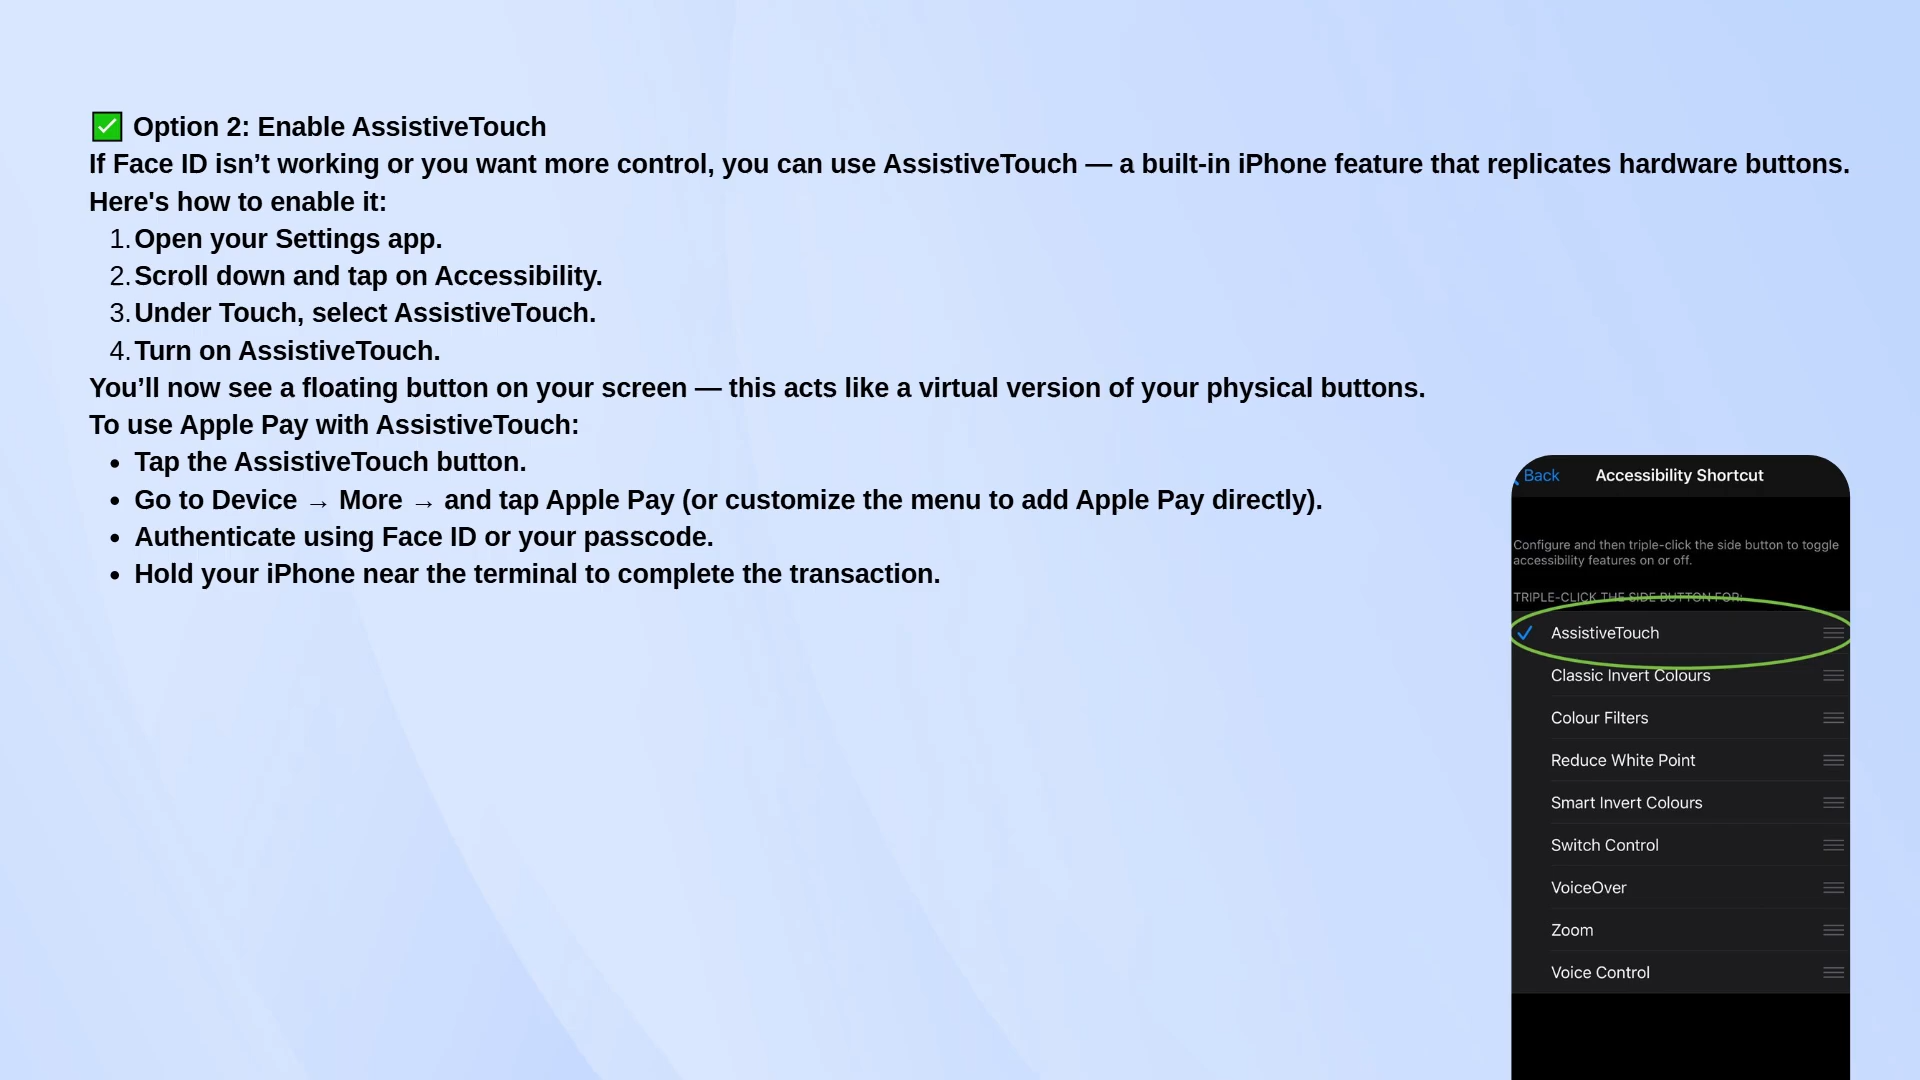 ✅ Option 2: Enable AssistiveTouch
If Face ID isn’t working or you want more control, you can use AssistiveTouch — a built-in iPhone feature that replicates hardware buttons.
Here's how to enable it:
1. Open your Settings app.
2. Scroll down and tap on Accessibility.
3. Under Touch, select AssistiveTouch.
4. Turn on AssistiveTouch.
You’ll now see a floating button on your screen — this acts like a virtual version of your physical buttons.
To use Apple Pay with AssistiveTouch:
• Tap the AssistiveTouch button.
• Go to Device → More → and tap Apple Pay (or customize the menu to add Apple Pay directly).
• Authenticate using Face ID or your passcode.
• Hold your iPhone near the terminal to complete the transaction.
Back Accessibility Shortcut
Configure and then triple-click the side button to toggle
accessibility features on or off.
TRIPLE-CLICK THE SIDE BUTTON FOR:
AssistiveTouch
Classic Invert Colours
Colour Filters
Reduce White Point
Smart Invert Colours
Switch Control
VoiceOver
Zoom
Voice Control